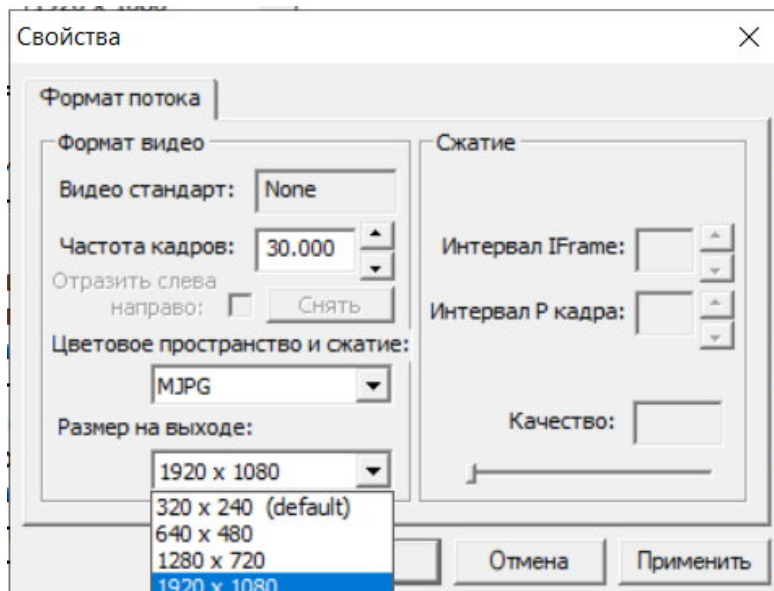 Свойства
Формат потока
Формат видео
Видео стандарт: None
Частота кадров: 30.000
Отразить слева
направо:
Снять
Цветовое пространство и сжатие:
MJPG
Размер на выходе:
1920 x 1080
320 x 240 (default)
640 x 480
1280 x 720
1920 x 1080
Сжатие
Интервал IFrame:
Интервал P кадра:
Качество:
Отмена
Применить